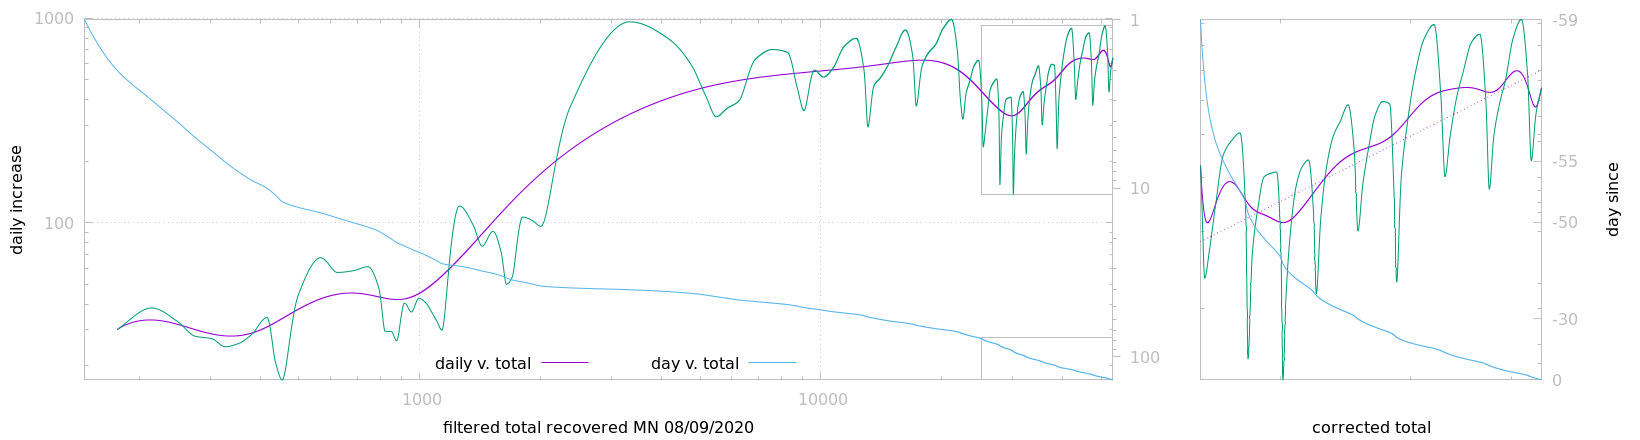 1000
100
daily increase
1000
10000
filtered total recovered MN 08/09/2020
daily v. total
day v. total
1
10
100
-59
-55
-50
-30
0
day since
corrected total